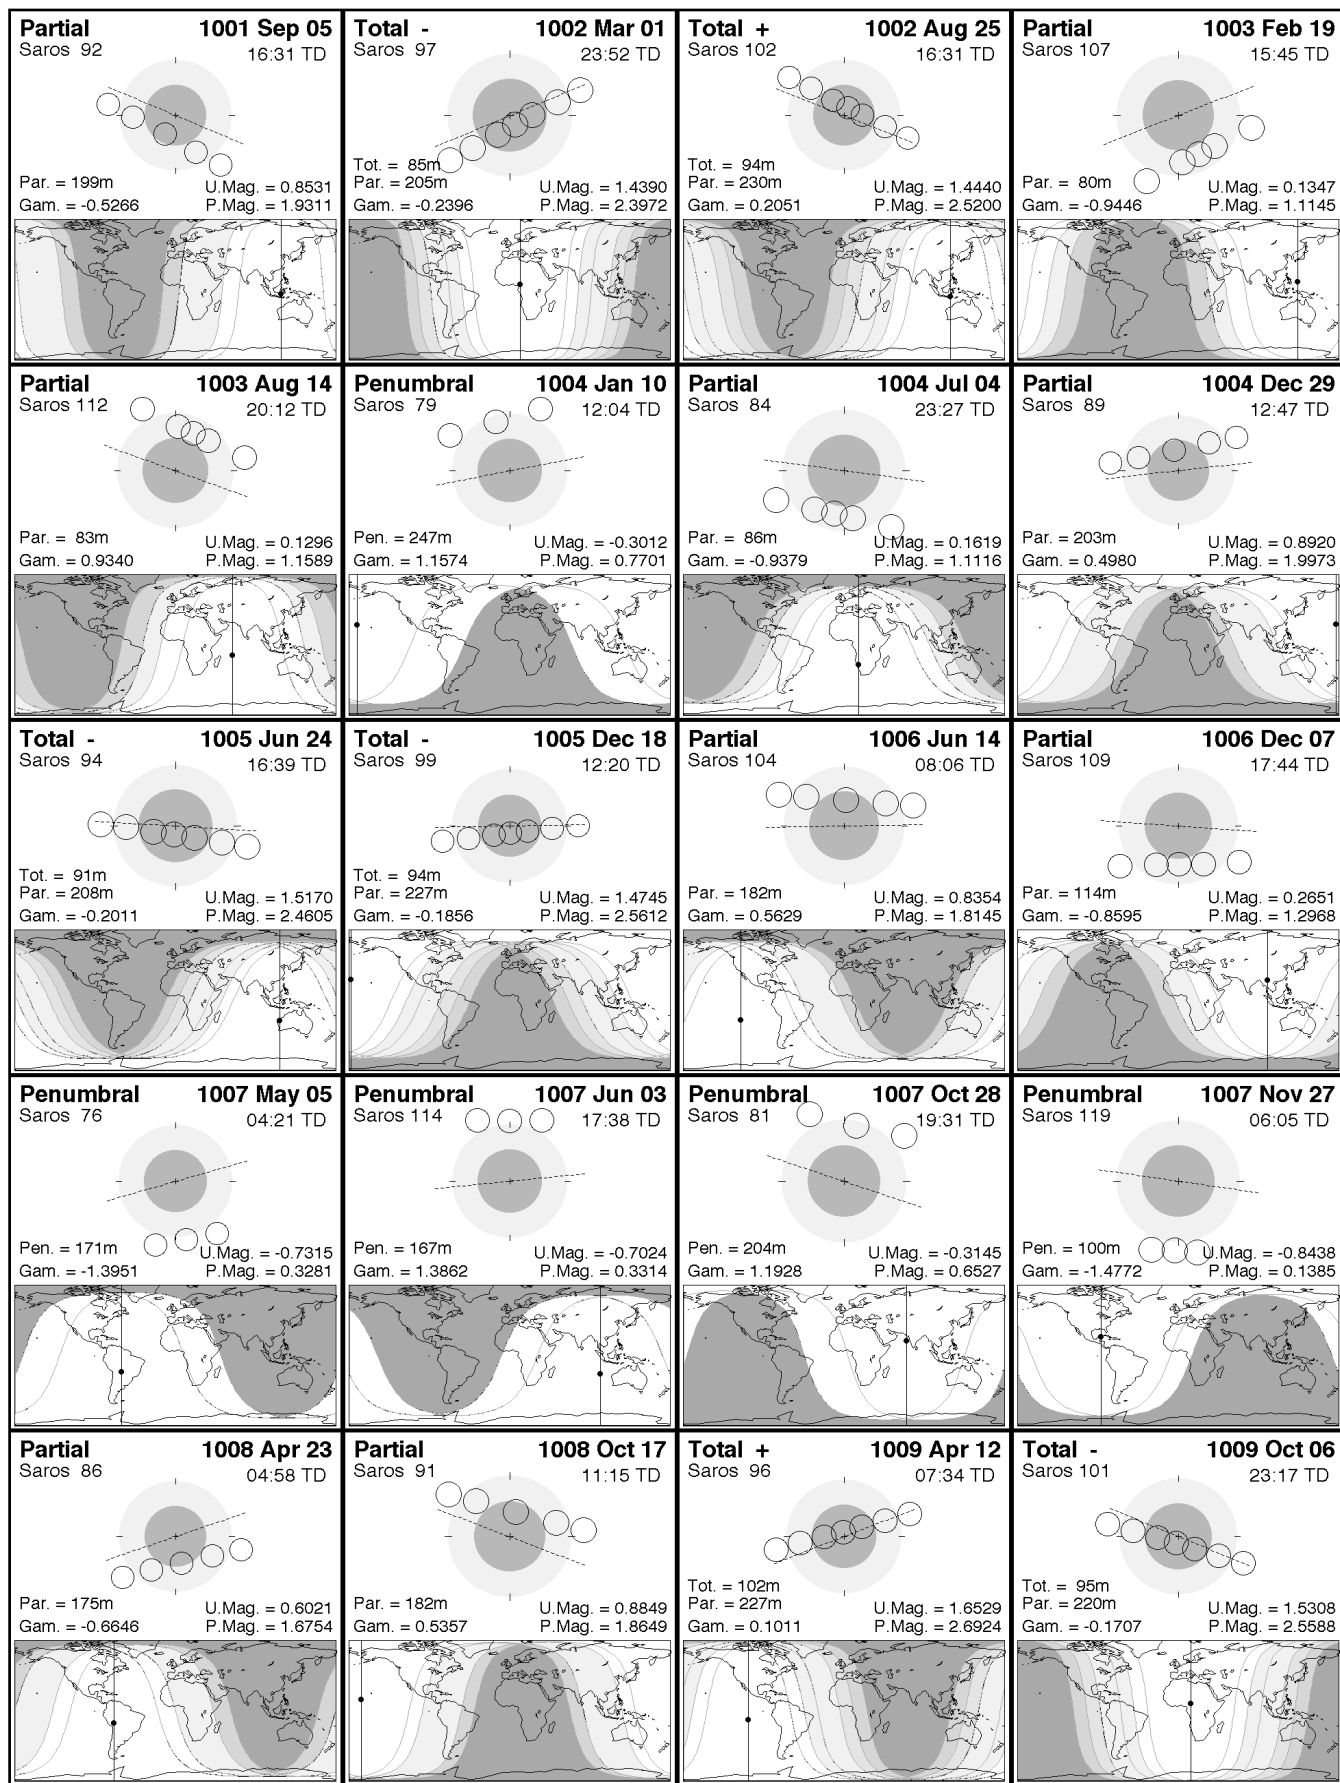 Partial 1001 Sep 05
Saros 92 16:31 TD
Par. = 199m U.Mag. = 0.8531
Gam. = -0.5266 P.Mag. = 1.9311
Total - 1002 Mar 01
Saros 97 23:52 TD
Tot. = 85m
Par. = 205m U.Mag. = 1.4390
Gam. = -0.2396 P.Mag. = 2.3972
Total + 1002 Aug 25
Saros 102 16:31 TD
Tot. = 94m
Par. = 230m U.Mag. = 1.4440
Gam. = 0.2051 P.Mag. = 2.5200
Partial 1003 Feb 19
Saros 107 15:45 TD
Par. = 80m U.Mag. = 0.1347
Gam. = -0.9446 P.Mag. = 1.1145
Partial 1003 Aug 14
Saros 112 20:12 TD
Par. = 83m U.Mag. = 0.1296
Gam. = 0.9340 P.Mag. = 1.1589
Penumbral 1004 Jan 10
Saros 79 12:04 TD
Pen. = 247m U.Mag. = -0.3012
Gam. = 1.1574 P.Mag. = 0.7701
Partial 1004 Jul 04
Saros 84 23:27 TD
Par. = 86m U.Mag. = 0.1619
Gam. = -0.9379 P.Mag. = 1.1116
Partial 1004 Dec 29
Saros 89 12:47 TD
Par. = 203m U.Mag. = 0.8920
Gam. = 0.4980 P.Mag. = 1.9973
Total - 1005 Jun 24
Saros 94 16:39 TD
Tot. = 91m
Par. = 208m U.Mag. = 1.5170
Gam. = -0.2011 P.Mag. = 2.4605
Total - 1005 Dec 18
Saros 99 12:20 TD
Tot. = 94m
Par. = 227m U.Mag. = 1.4745
Gam. = -0.1856 P.Mag. = 2.5612
Partial 1006 Jun 14
Saros 104 08:06 TD
Par. = 182m U.Mag. = 0.8354
Gam. = 0.5629 P.Mag. = 1.8145
Partial 1006 Dec 07
Saros 109 17:44 TD
Par. = 114m U.Mag. = 0.2651
Gam. = -0.8595 P.Mag. = 1.2968
Penumbral 1007 May 05
Saros 76 04:21 TD
Pen. = 171m U.Mag. = -0.7315
Gam. = -1.3951 P.Mag. = 0.3281
Penumbral 1007 Jun 03
Saros 114 17:38 TD
Pen. = 167m U.Mag. = -0.7024
Gam. = 1.3862 P.Mag. = 0.3314
Penumbral 1007 Oct 28
Saros 81 19:31 TD
Pen. = 204m U.Mag. = -0.3145
Gam. = 1.1928 P.Mag. = 0.6527
Penumbral 1007 Nov 27
Saros 119 06:05 TD
Pen. = 100m U.Mag. = -0.8438
Gam. = -1.4772 P.Mag. = 0.1385
Partial 1008 Apr 23
Saros 86 04:58 TD
Par. = 175m U.Mag. = 0.6021
Gam. = -0.6646 P.Mag. = 1.6754
Partial 1008 Oct 17
Saros 91 11:15 TD
Par. = 182m U.Mag. = 0.8849
Gam. = 0.5357 P.Mag. = 1.8649
Total + 1009 Apr 12
Saros 96 07:34 TD
Tot. = 102m
Par. = 227m U.Mag. = 1.6529
Gam. = 0.1011 P.Mag. = 2.6924
Total - 1009 Oct 06
Saros 101 23:17 TD
Tot. = 95m
Par. = 220m U.Mag. = 1.5308
Gam. = -0.1707 P.Mag. = 2.5588